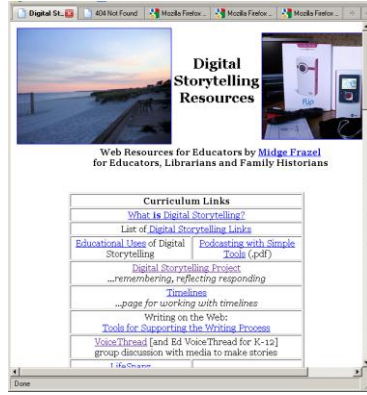 Digital St...
404 Not Found
Mozilla Firefox ...
Mozilla Firefox ...
Mozilla Firefox ...
Digital
Storytelling
Resources
flip
Web Resources for Educators by Midge Frazel
for Educators, Librarians and Family Historians
Curriculum Links
What is Digital Storytelling?
List of Digital Storytelling Links
Educational Uses of Digital Storytelling
Podcasting with Simple Tools (.pdf)
Digital Storytelling Project
...remembering, reflecting responding
Timelines
...page for working with timelines
Writing on the Web:
Tools for Supporting the Writing Process
VoiceThread [and Ed VoiceThread for K-12]
group discussion with media to make stories
Done